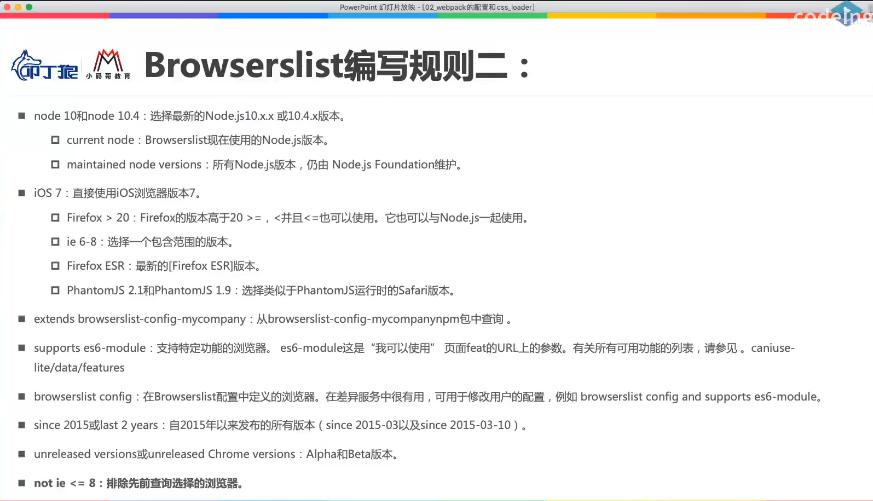 PowerPoint 幻灯片放映 - [02_webpack的配置和css_loader]
codeing
叩丁狼
小码哥教育
Browserslist编写规则二：
node 10和node 10.4：选择最新的Node.js10.x.x 或10.4.x版本。
current node：Browserslist现在使用的Node.js版本。
maintained node versions：所有Node.js版本，仍由 Node.js Foundation维护。
iOS 7：直接使用iOS浏览器版本7。
Firefox > 20：Firefox的版本高于20 >=，<并且<=也可以使用。它也可以与Node.js一起使用。
ie 6-8：选择一个包含范围的版本。
Firefox ESR：最新的[Firefox ESR]版本。
PhantomJS 2.1和PhantomJS 1.9：选择类似于PhantomJS运行时的Safari版本。
extends browserslist-config-mycompany：从browserslist-config-mycompanynpm包中查询 。
supports es6-module：支持特定功能的浏览器。 es6-module这是“我可以使用” 页面feat的URL上的参数。有关所有可用功能的列表，请参见 。caniuse-
lite/data/features
browserslist config：在Browserslist配置中定义的浏览器。在差异服务中很有用，可用于修改用户的配置，例如 browserslist config and supports es6-module。
since 2015或last 2 years：自2015年以来发布的所有版本（since 2015-03以及since 2015-03-10）。
unreleased versions或unreleased Chrome versions：Alpha和Beta版本。
not ie <= 8：排除先前查询选择的浏览器。